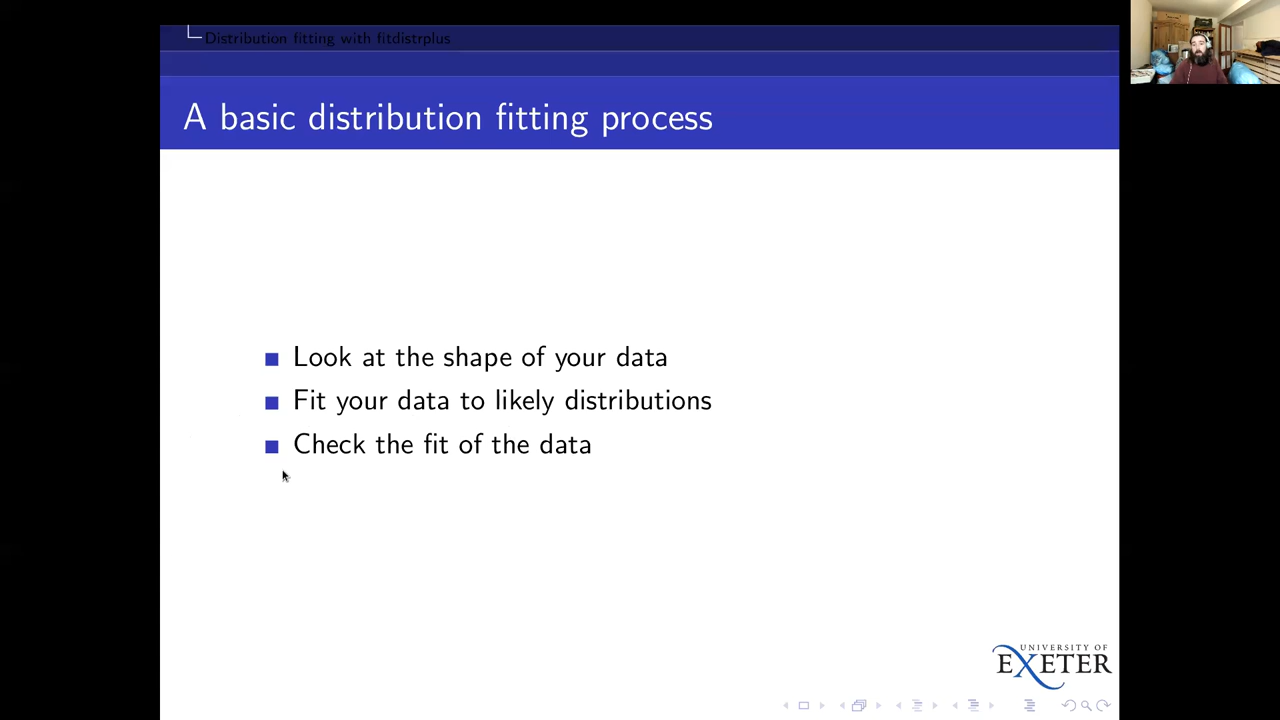 Distribution fitting with fitdistrplus
A basic distribution fitting process
Look at the shape of your data
Fit your data to likely distributions
Check the fit of the data
UNIVERSITY OF
EXETER